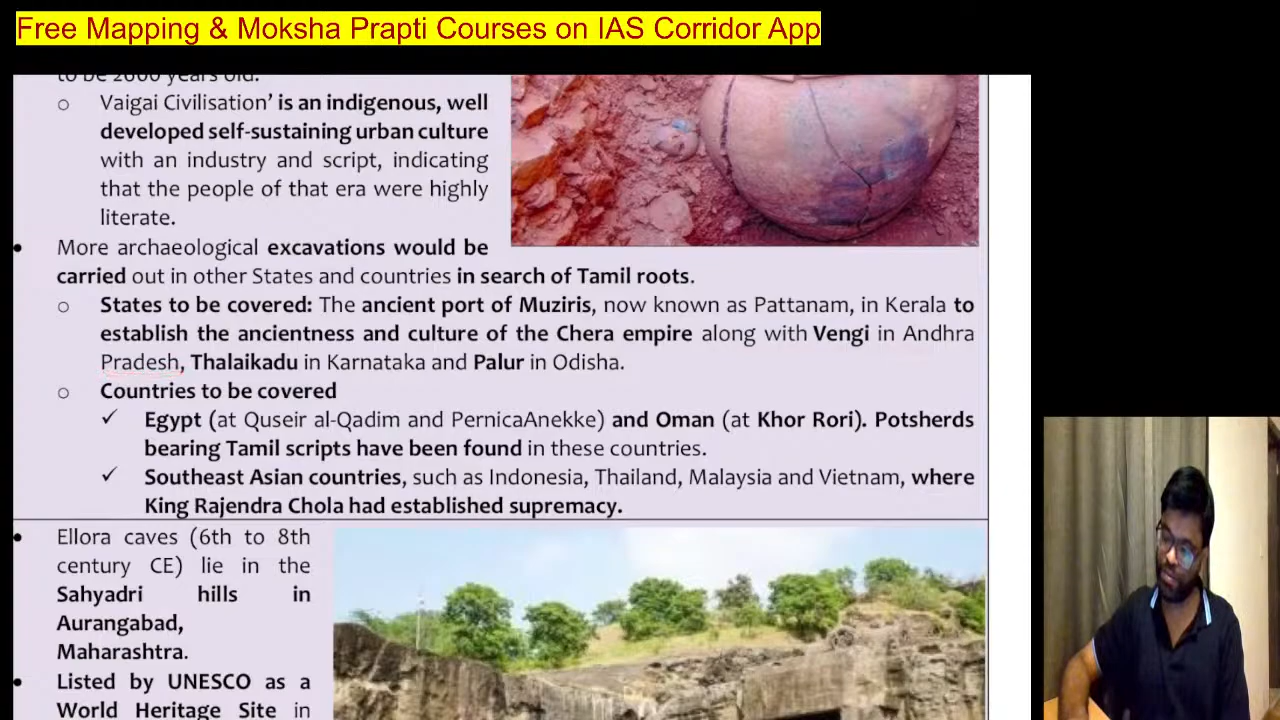 Free Mapping & Moksha Prapti Courses on IAS Corridor App
to be 2600 years old.
o Vaigai Civilisation’ is an indigenous, well
developed self-sustaining urban culture
with an industry and script, indicating
that the people of that era were highly
literate.
• More archaeological excavations would be
carried out in other States and countries in search of Tamil roots.
o States to be covered: The ancient port of Muziris, now known as Pattanam, in Kerala to
establish the ancientness and culture of the Chera empire along with Vengi in Andhra
Pradesh, Thalaikadu in Karnataka and Palur in Odisha.
o Countries to be covered
✓ Egypt (at Quseir al-Qadim and PernicaAnekke) and Oman (at Khor Rori). Potsherds
bearing Tamil scripts have been found in these countries.
✓ Southeast Asian countries, such as Indonesia, Thailand, Malaysia and Vietnam, where
King Rajendra Chola had established supremacy.
• Ellora caves (6th to 8th
century CE) lie in the
Sahyadri hills in
Aurangabad,
Maharashtra.
• Listed by UNESCO as a
World Heritage Site in